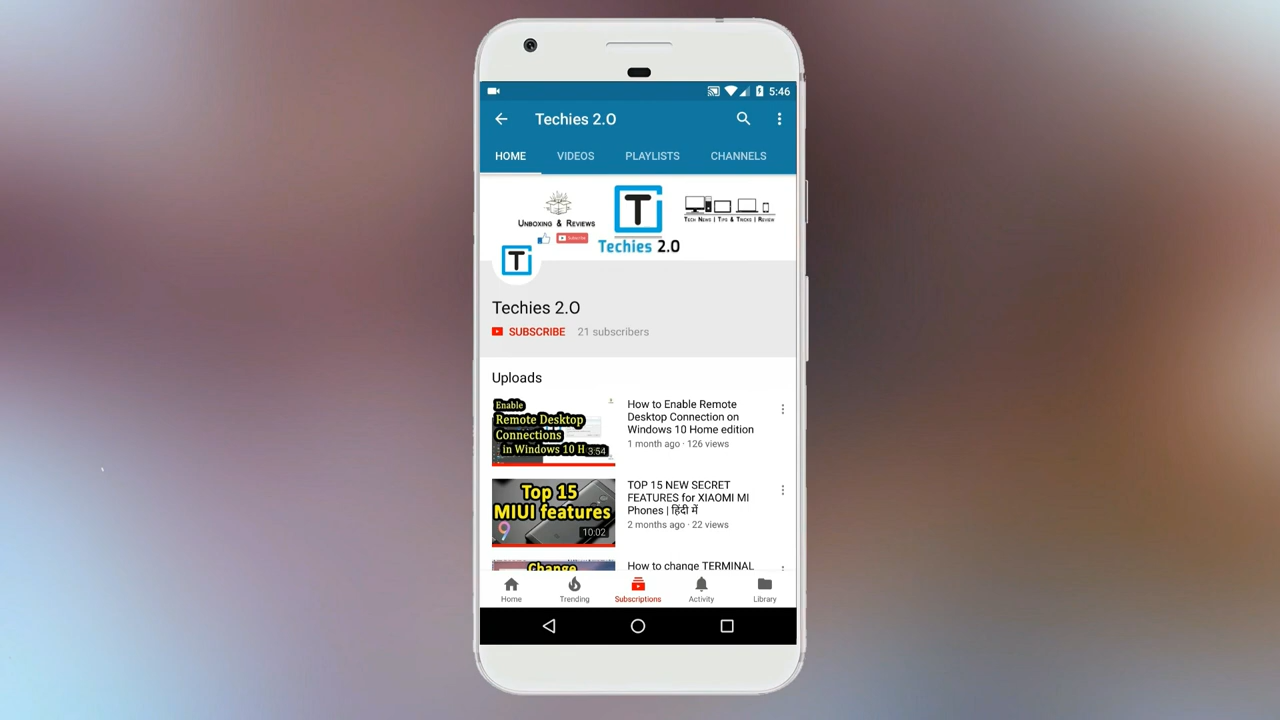 5:46
Techies 2.O
HOME VIDEOS PLAYLISTS CHANNELS
T
UNBOXING & REVIEWS
TECH NEWS | TIPS & TRICKS | REVIEW
Subscribe
Techies 2.0
T
Techies 2.O
SUBSCRIBE 21 subscribers
Uploads
Enable
Remote Desktop
Connections
in Windows 10 H
3:54
How to Enable Remote
Desktop Connection on
Windows 10 Home edition
1 month ago · 126 views
Top 15
MIUI features
9
10:02
TOP 15 NEW SECRET
FEATURES for XIAOMI MI
Phones | हिंदी में
2 months ago · 22 views
Change
How to change TERMINAL
Home Trending Subscriptions Activity Library